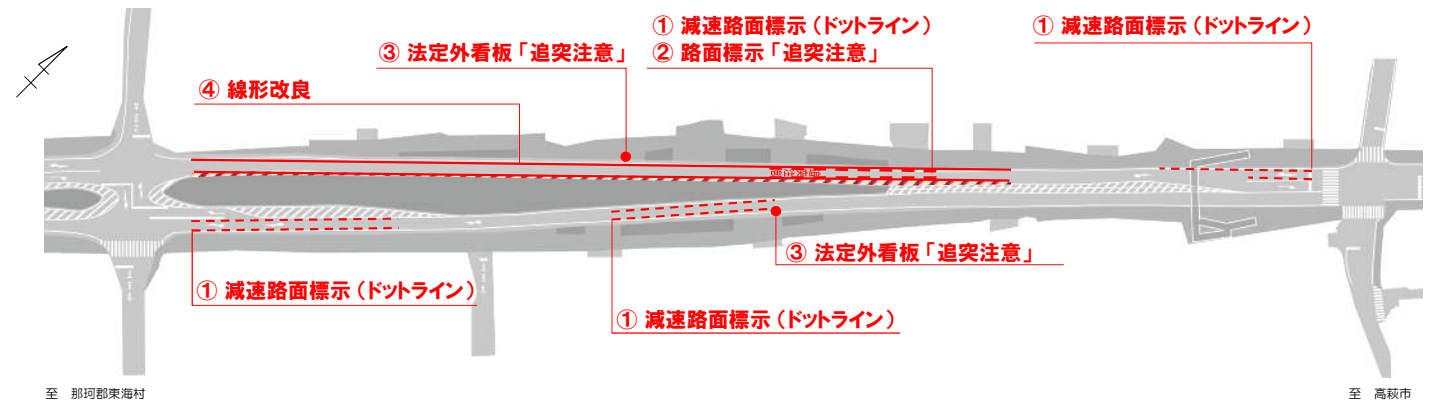 ① 減速路面標示（ドットライン）
② 路面標示「追突注意」
① 減速路面標示（ドットライン）
③ 法定外看板「追突注意」
④ 線形改良
③ 法定外看板「追突注意」
① 減速路面標示（ドットライン）
① 減速路面標示（ドットライン）
至　那珂郡東海村
至　高萩市